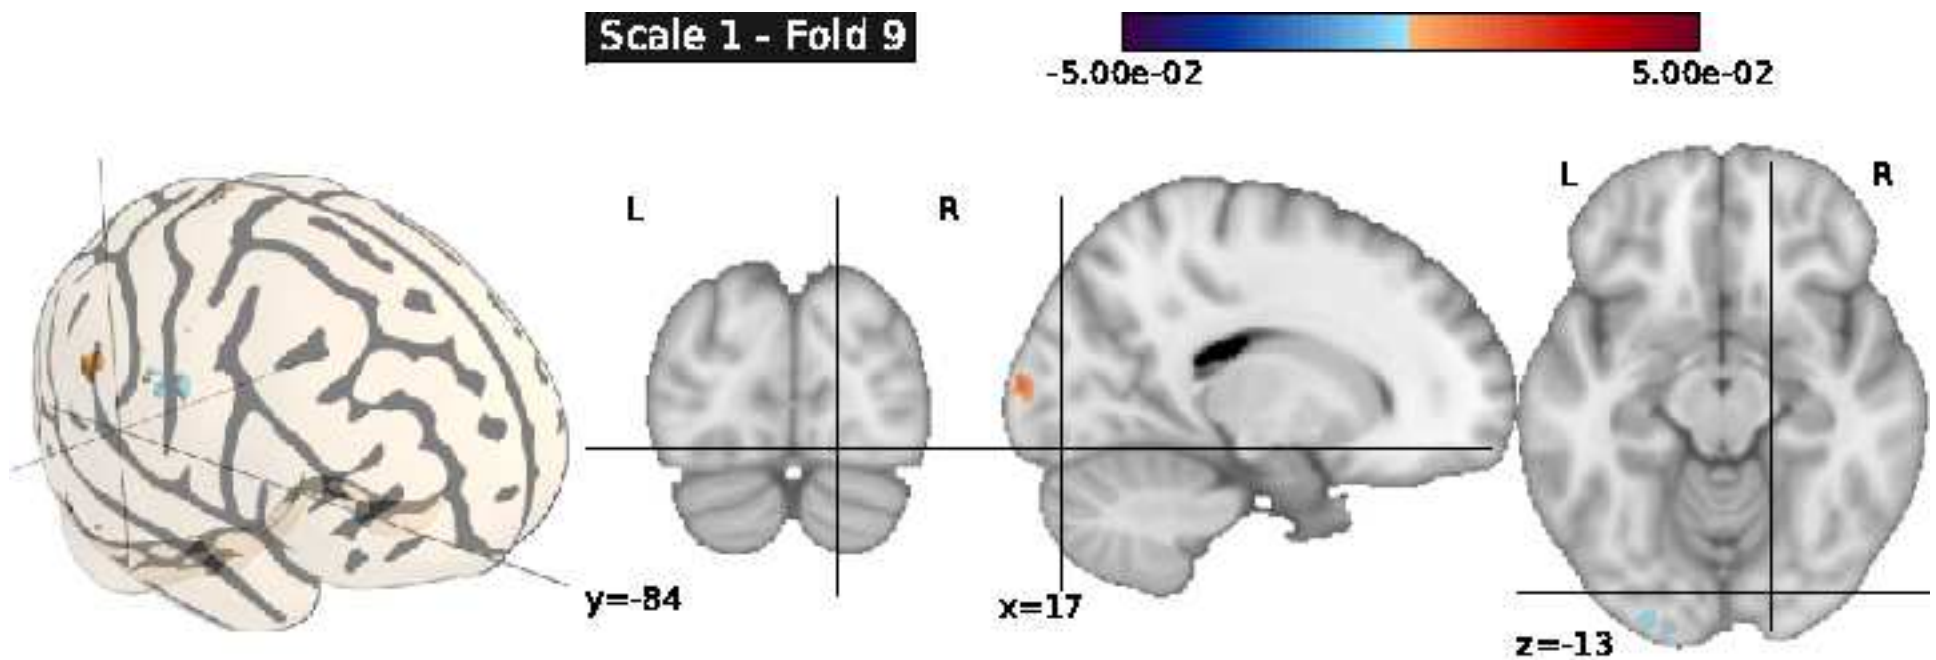 Scale 1 - Fold 9
-5.00e-02 5.00e-02
L R
L R
y=-84
x=17
z=-13